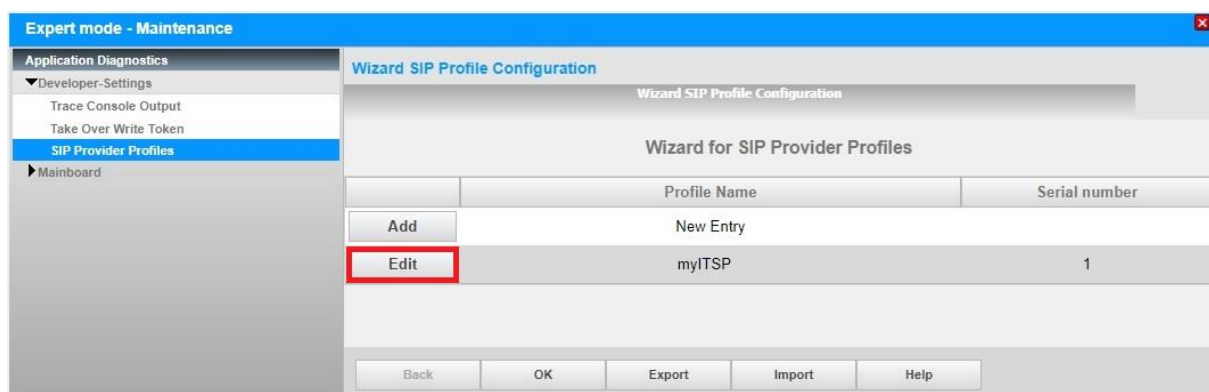 Expert mode - Maintenance
Application Diagnostics
Developer-Settings
Trace Console Output
Take Over Write Token
SIP Provider Profiles
Mainboard
Wizard SIP Profile Configuration
Wizard SIP Profile Configuration
Wizard for SIP Provider Profiles
Profile Name Serial number
Add New Entry
Edit myITSP 1
Back OK Export Import Help